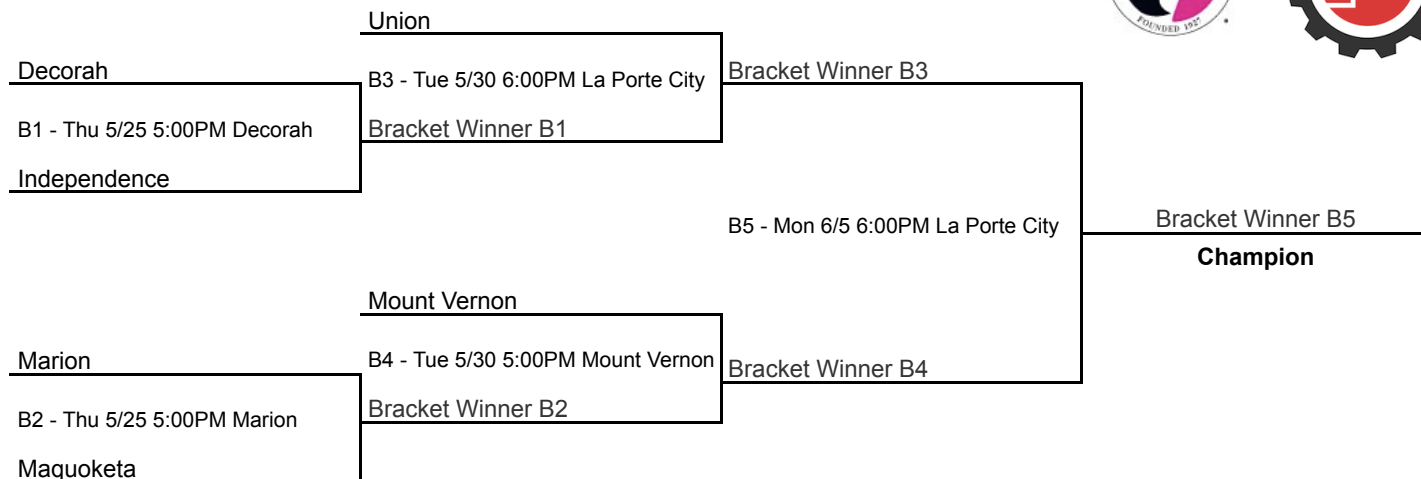 FOUNDED 1927
Union
Decorah
B3 - Tue 5/30 6:00PM La Porte City
Bracket Winner B3
B1 - Thu 5/25 5:00PM Decorah
Bracket Winner B1
Independence
B5 - Mon 6/5 6:00PM La Porte City
Bracket Winner B5
Champion
Mount Vernon
Marion
B4 - Tue 5/30 5:00PM Mount Vernon
Bracket Winner B4
B2 - Thu 5/25 5:00PM Marion
Bracket Winner B2
Maquoketa